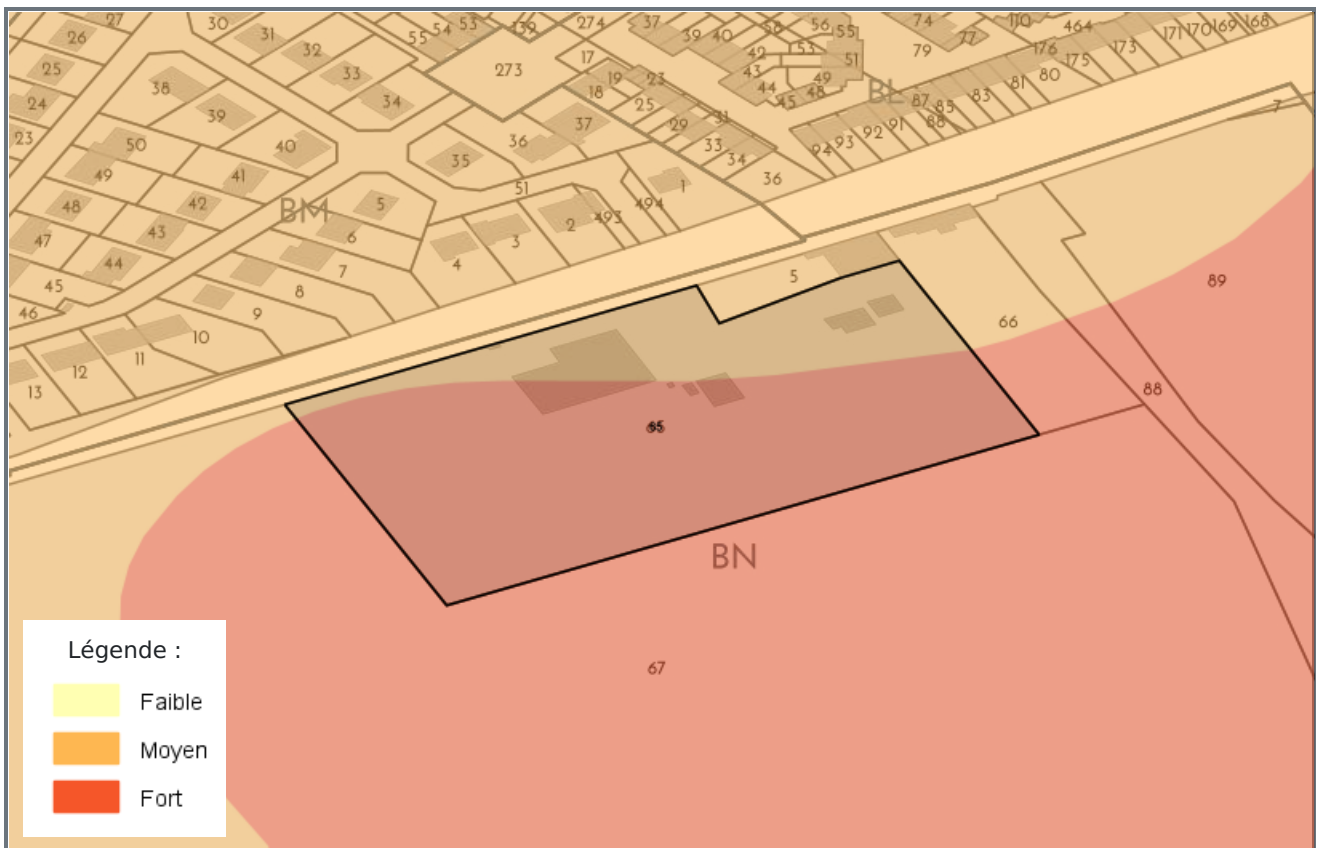 27 30 54 53 139 274 37 58 56 55 74 110 464 168
26 31 55 39 40 77 176 173 171 170 169
32 17 42 53 51 79 175
25 33 273 19 23 43 49 81 80
38 34 18 44 48 BL 83
24 39 25 45 87 85 7
37 29 31 92 91 88
23 50 40 36 33 94 93
49 41 35 34
51 1 36
48 42 BM 5 2 493 494
47 43 6 3
44 7 4 5 89
45 8
46 9 66
10
11
12 88
13
65
BN
67
Légende :
Faible
Moyen
Fort